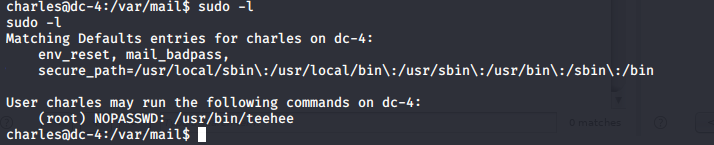 charles@dc-4:/var/mail$ sudo -l
sudo -l
Matching Defaults entries for charles on dc-4:
    env_reset, mail_badpass,
    secure_path=/usr/local/sbin\:/usr/local/bin\:/usr/sbin\:/usr/bin\:/sbin\:/bin

User charles may run the following commands on dc-4:
    (root) NOPASSWD: /usr/bin/teehee
0 matches
charles@dc-4:/var/mail$